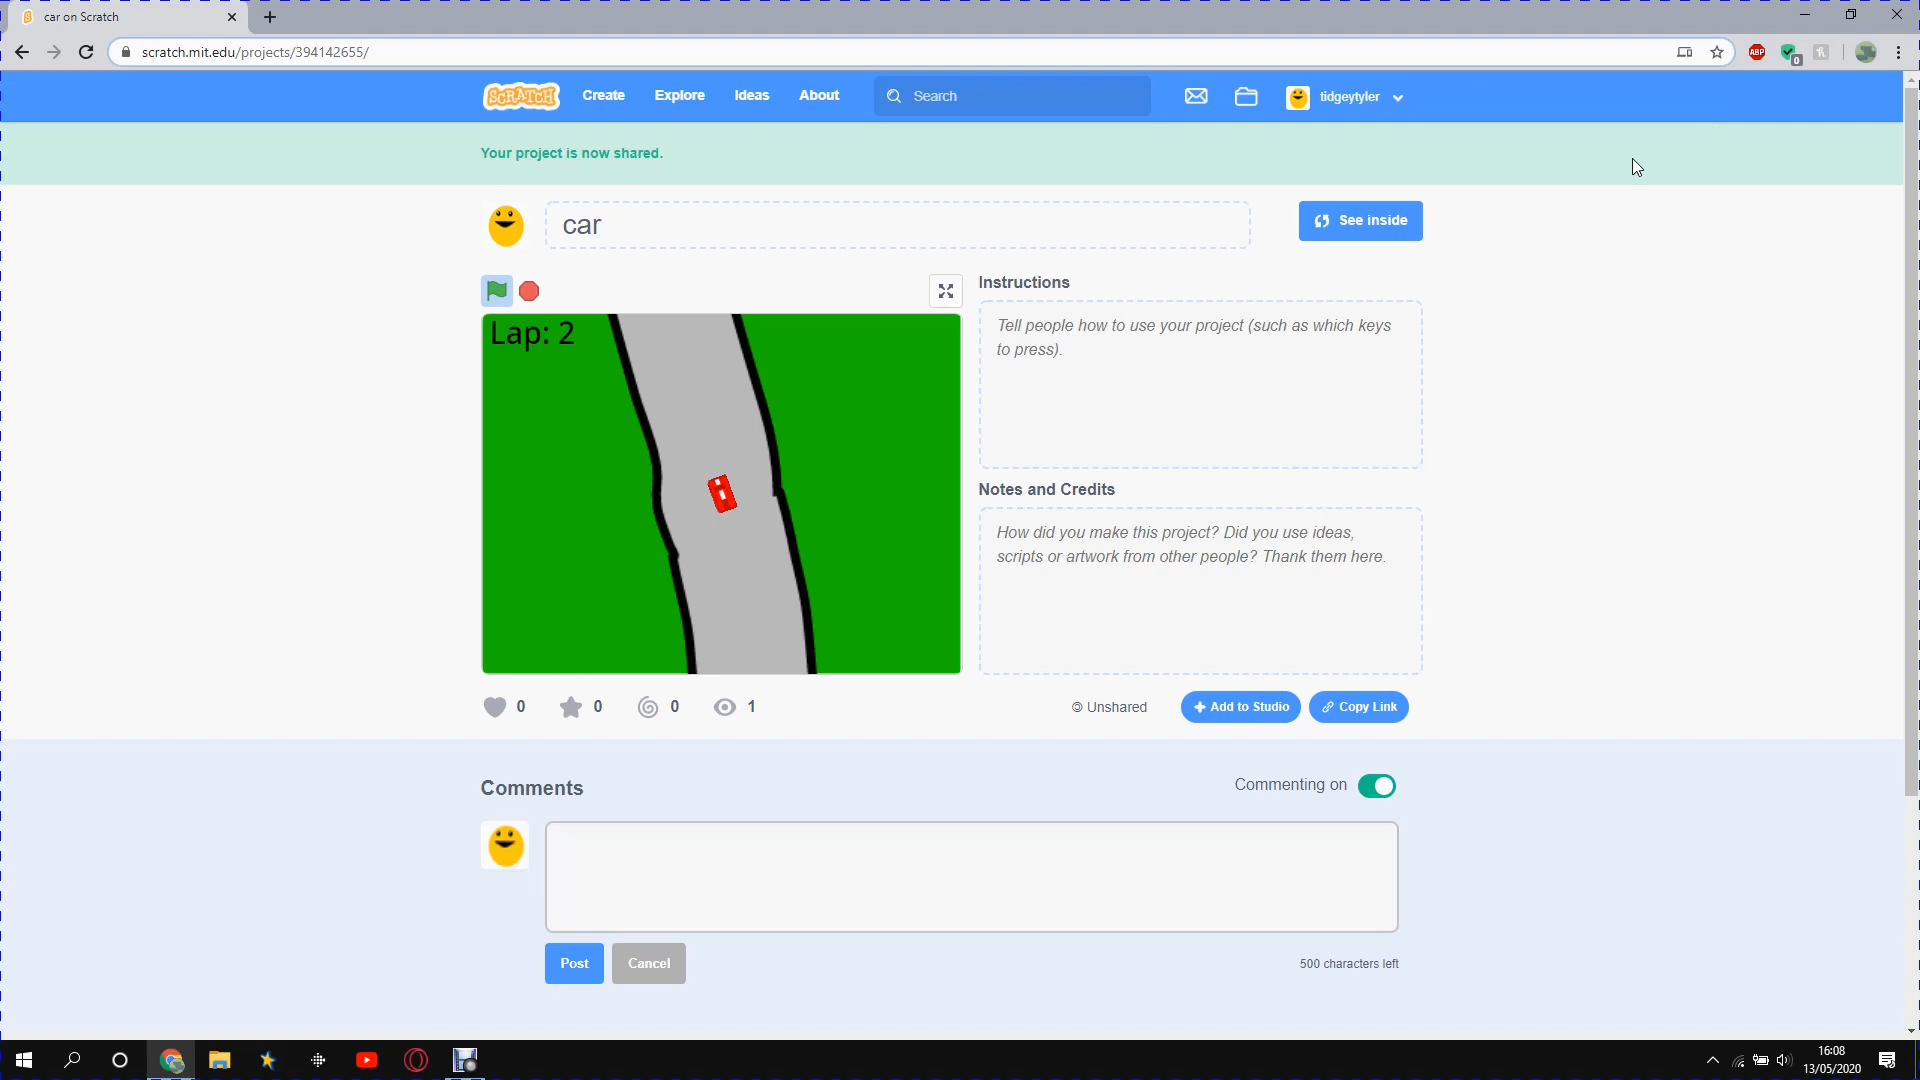 car on Scratch
scratch.mit.edu/projects/394142655/
ABP
0
SCRATCH
Create
Explore
Ideas
About
Search
tidgeytyler
Your project is now shared.
car
See inside
Instructions
Lap: 2
Tell people how to use your project (such as which keys
to press).
Notes and Credits
How did you make this project? Did you use ideas,
scripts or artwork from other people? Thank them here.
0
0
0
1
Unshared
Add to Studio
Copy Link
Comments
Commenting on
Post
Cancel
500 characters left
16:08
13/05/2020